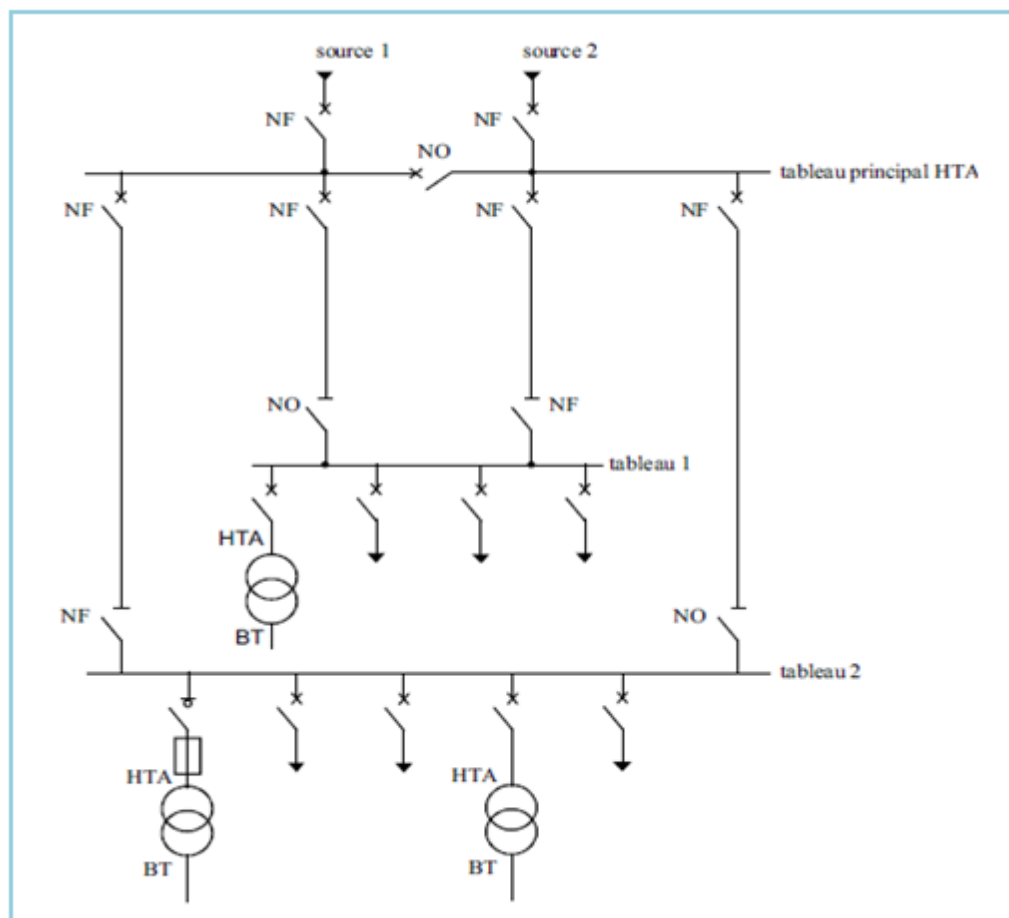 source 1
source 2
NF
NF
NO
tableau principal HTA
NF
NF
NF
NF
NO
NF
tableau 1
HTA
BT
NF
NO
tableau 2
HTA
HTA
BT
BT